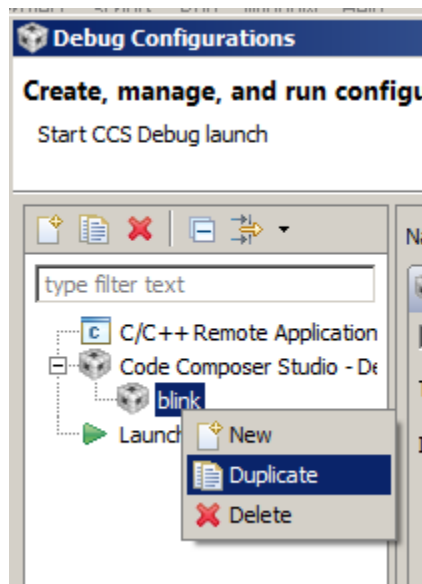 Debug Configurations
Create, manage, and run configu
Start CCS Debug launch
Na
type filter text
C/C++ Remote Application
Code Composer Studio - De
blink
Launch
New
Duplicate
Delete